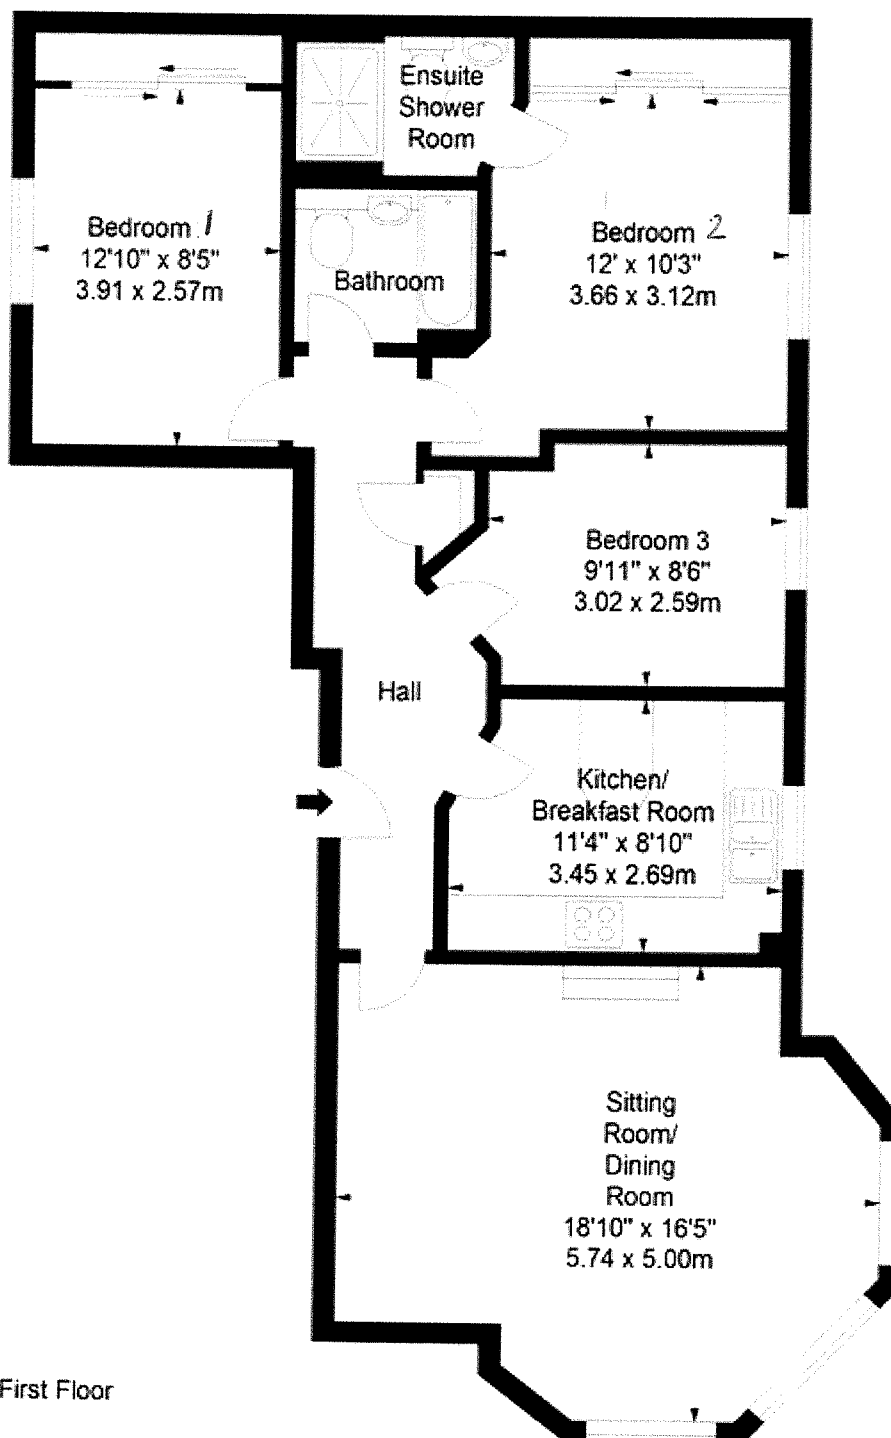 Ensuite
Shower
Room
Bedroom 1
12'10" x 8'5"
3.91 x 2.57m
Bathroom
Bedroom 2
12' x 10'3"
3.66 x 3.12m
Bedroom 3
9'11" x 8'6"
3.02 x 2.59m
Hall
Kitchen/
Breakfast Room
11'4" x 8'10"
3.45 x 2.69m
Sitting
Room/
Dining
Room
18'10" x 16'5"
5.74 x 5.00m
First Floor